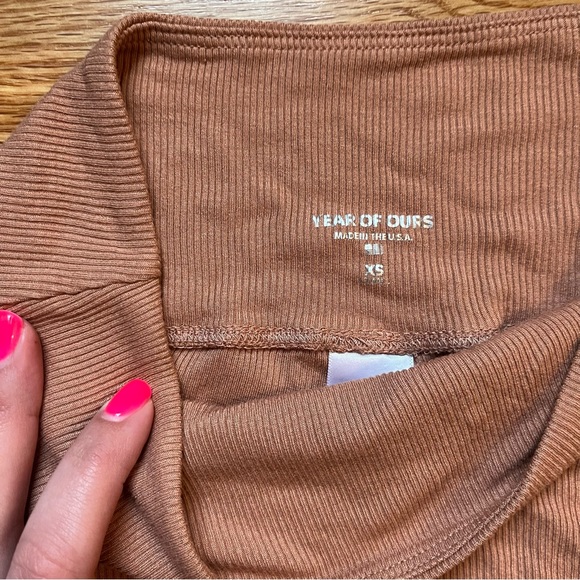 YEAR OF OURS
MADE IN THE U.S.A.
XS